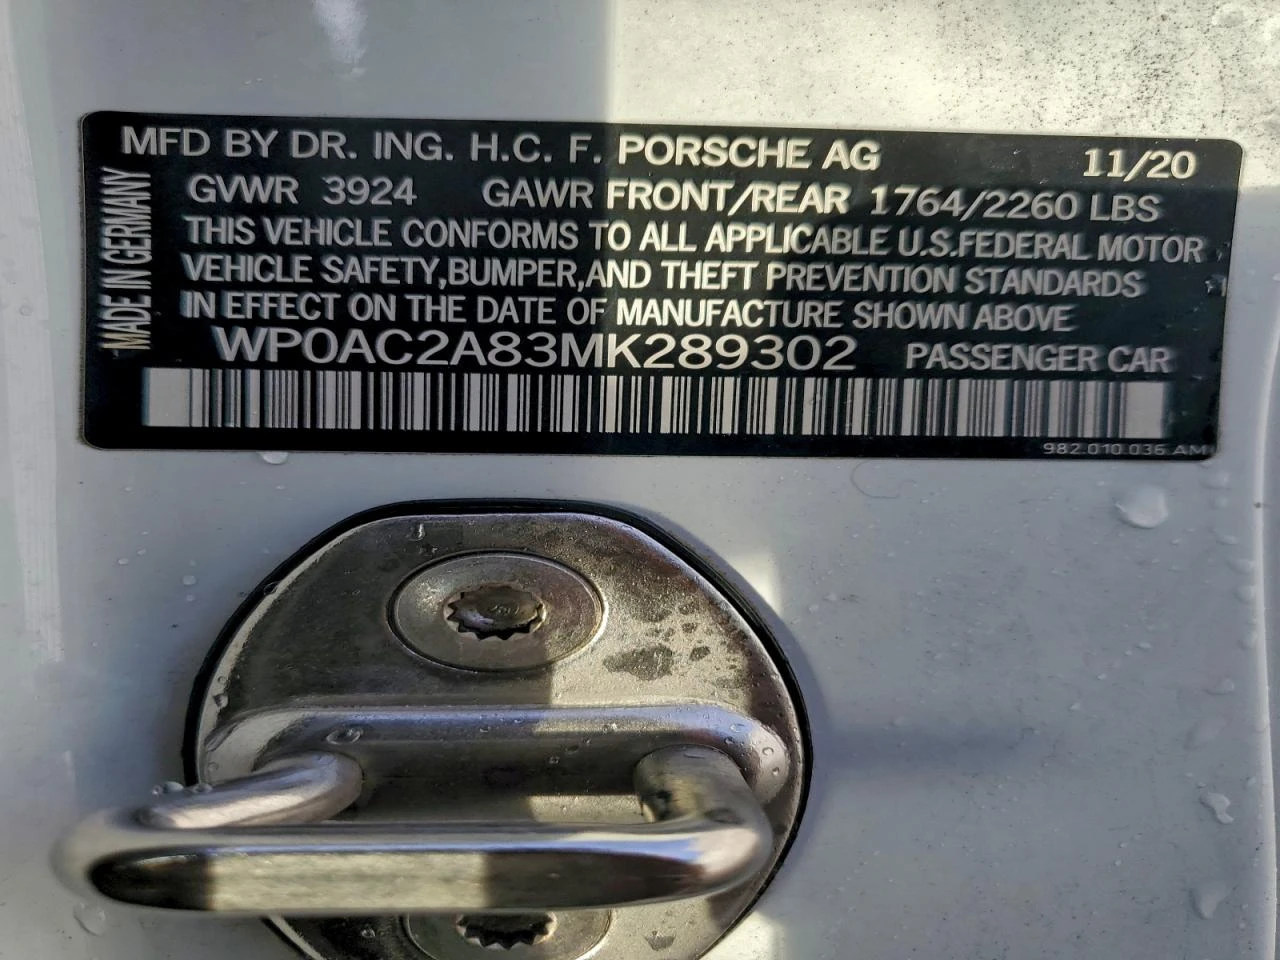 MFD BY DR. ING. H.C. F. PORSCHE AG 11/20
GVWR 3924 GAWR FRONT/REAR 1764/2260 LBS
THIS VEHICLE CONFORMS TO ALL APPLICABLE U.S.FEDERAL MOTOR
VEHICLE SAFETY,BUMPER,AND THEFT PREVENTION STANDARDS
IN EFFECT ON THE DATE OF MANUFACTURE SHOWN ABOVE
WP0AC2A83MK289302 PASSENGER CAR
982.010.036.AM
MADE IN GERMANY